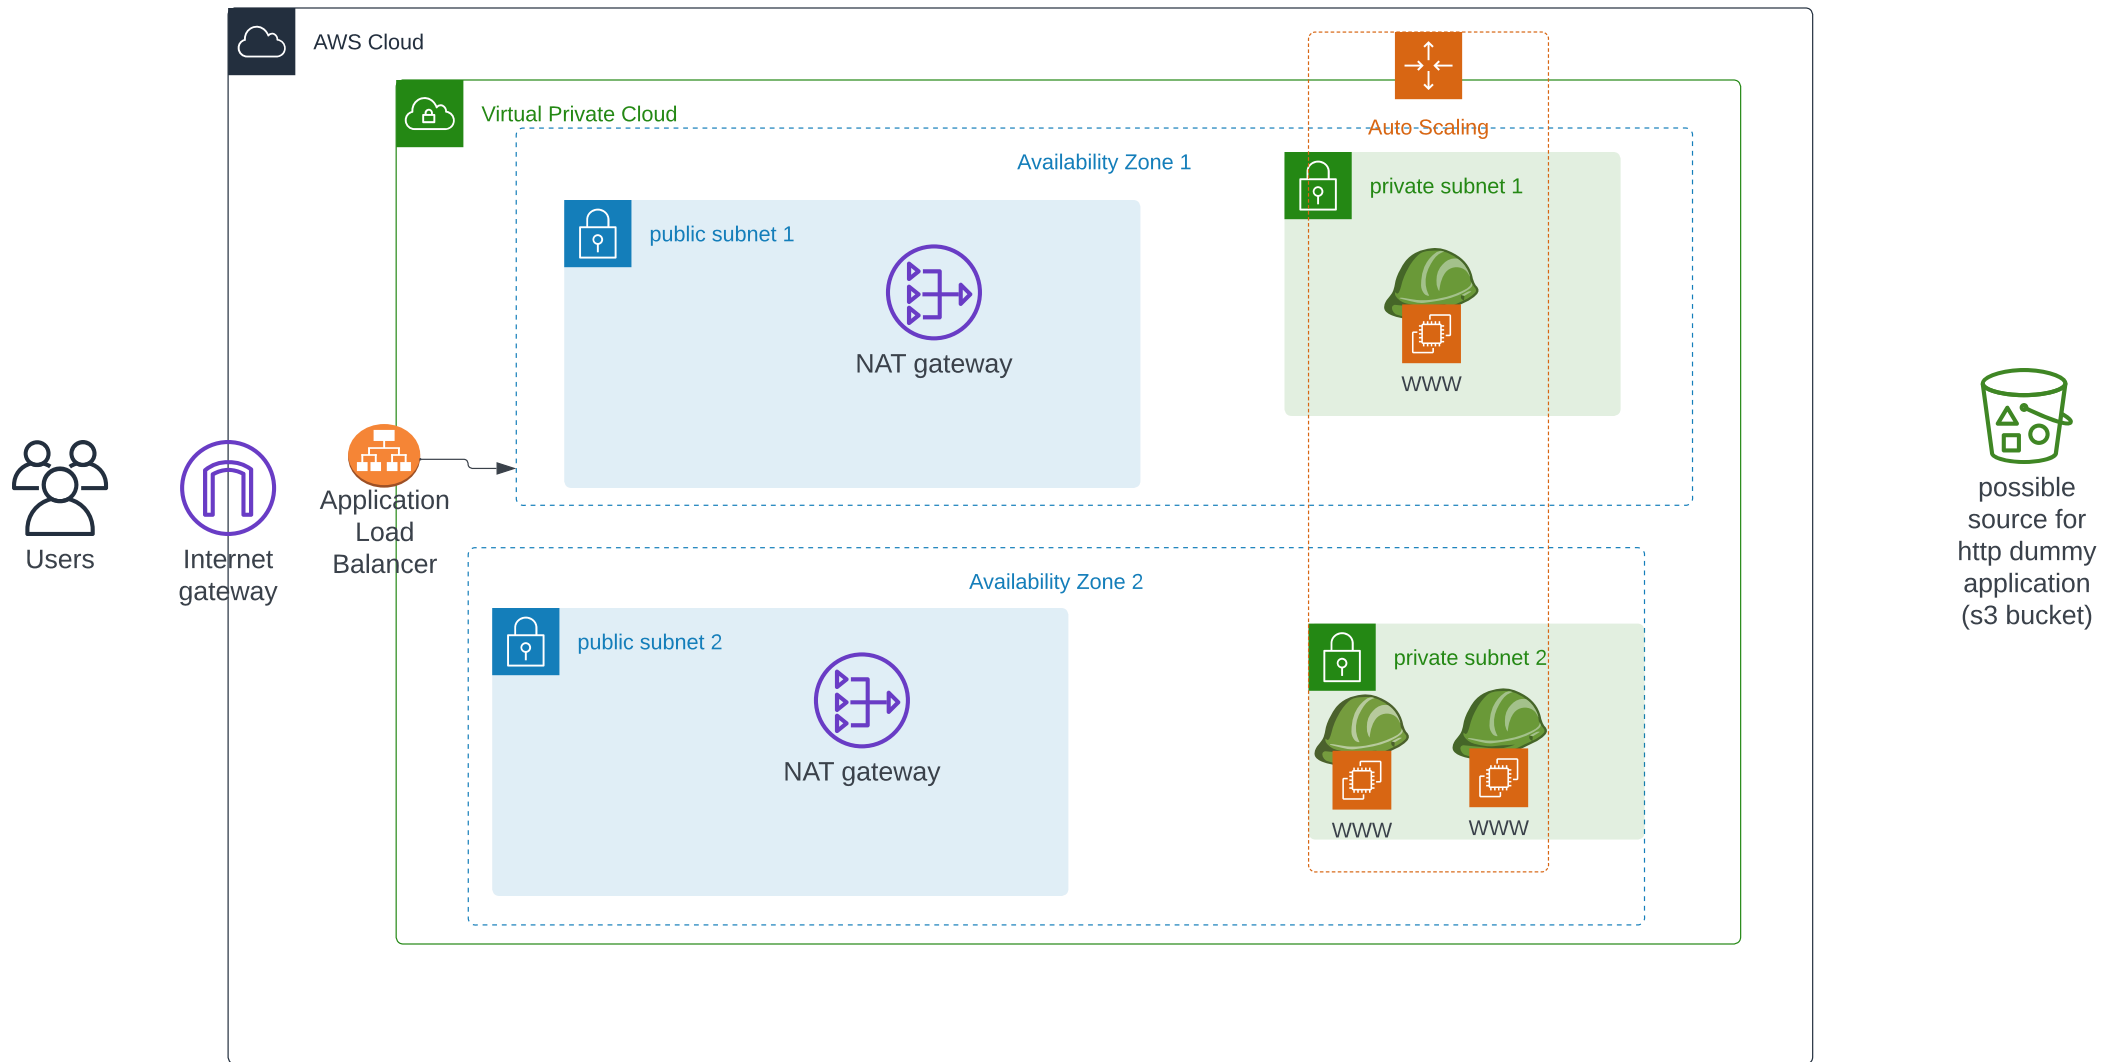 AWS Cloud
Virtual Private Cloud
Auto Scaling
Availability Zone 1
private subnet 1
public subnet 1
NAT gateway
WWW
Users
Internet
gateway
Application
Load
Balancer
possible
source for
http dummy
application
(s3 bucket)
Availability Zone 2
public subnet 2
private subnet 2
NAT gateway
WWW
WWW